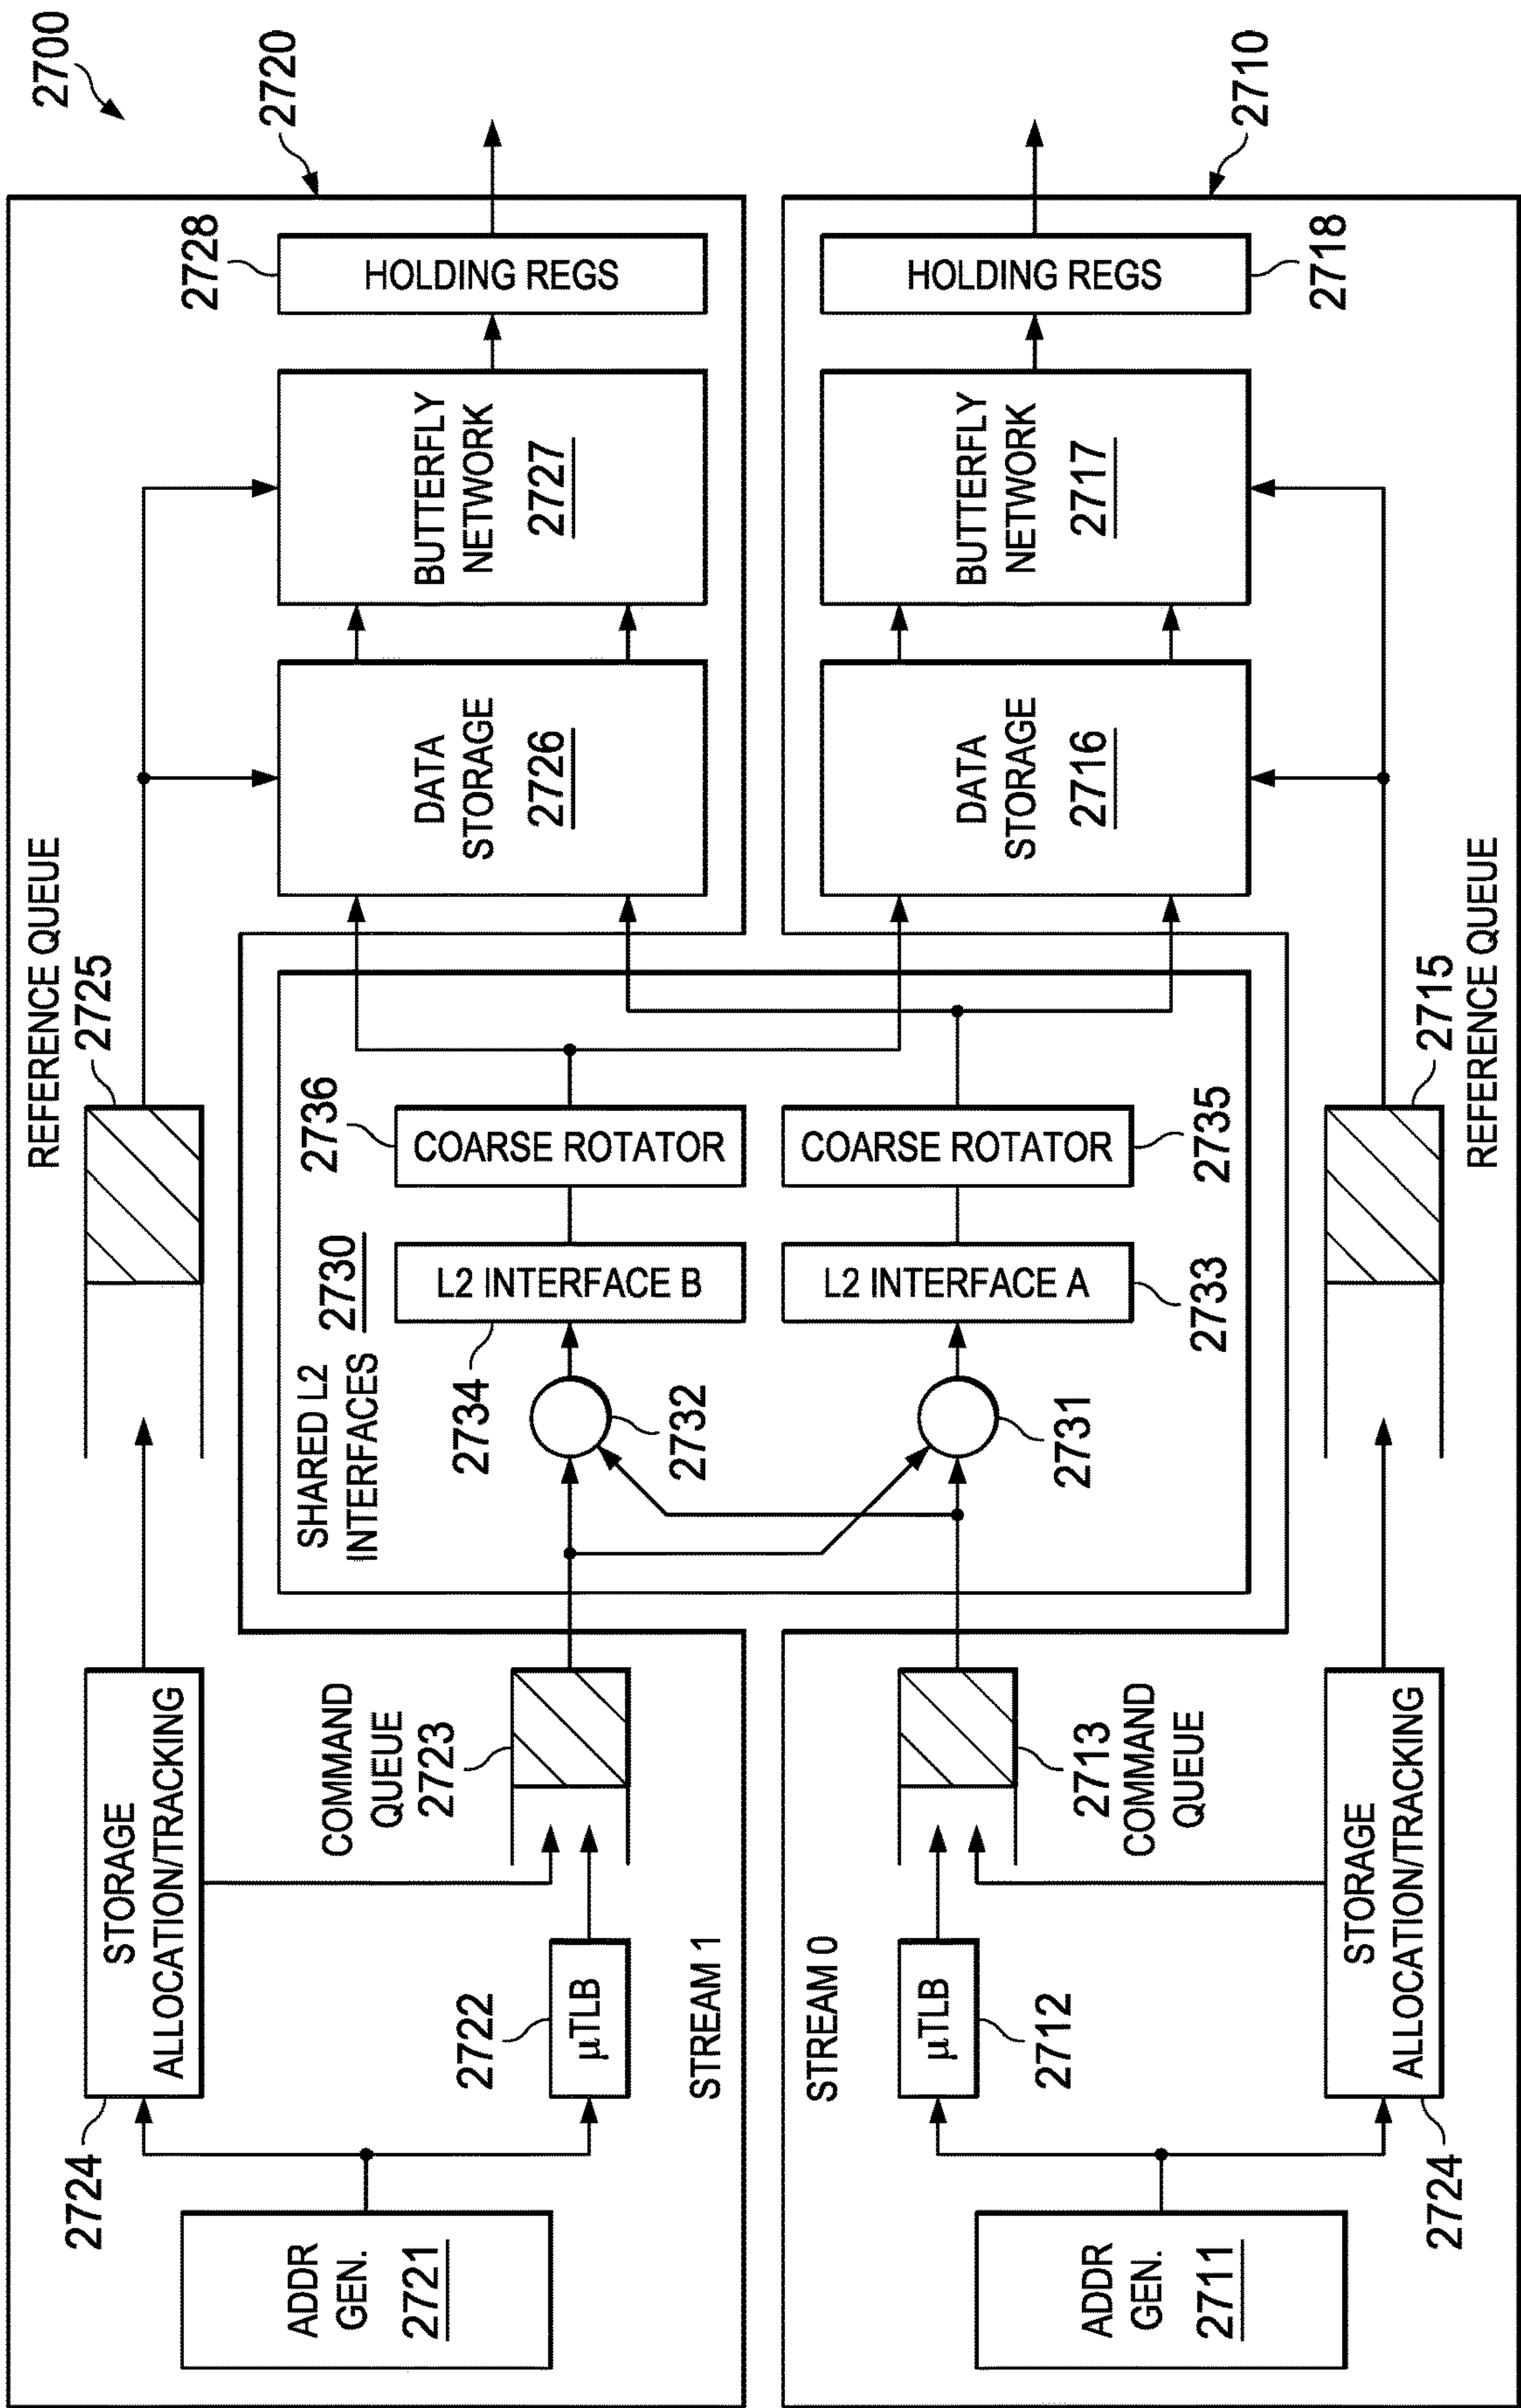 2700
2720
REFERENCE QUEUE
2725
2728
STORAGE
ALLOCATION/TRACKING
2724
ADDR
GEN.
2721
COMMAND
QUEUE
2723
2722
µTLB
STREAM 1
SHARED L2
INTERFACES
2730
2734
L2 INTERFACE B
2736
COARSE ROTATOR
2732
DATA
STORAGE
2726
BUTTERFLY
NETWORK
2727
HOLDING REGS
STREAM 0
µTLB
2712
ADDR
GEN.
2711
2713
COMMAND
QUEUE
STORAGE
ALLOCATION/TRACKING
2724
2731
L2 INTERFACE A
2733
COARSE ROTATOR
2735
DATA
STORAGE
2716
BUTTERFLY
NETWORK
2717
HOLDING REGS
2718
2710
2715
REFERENCE QUEUE